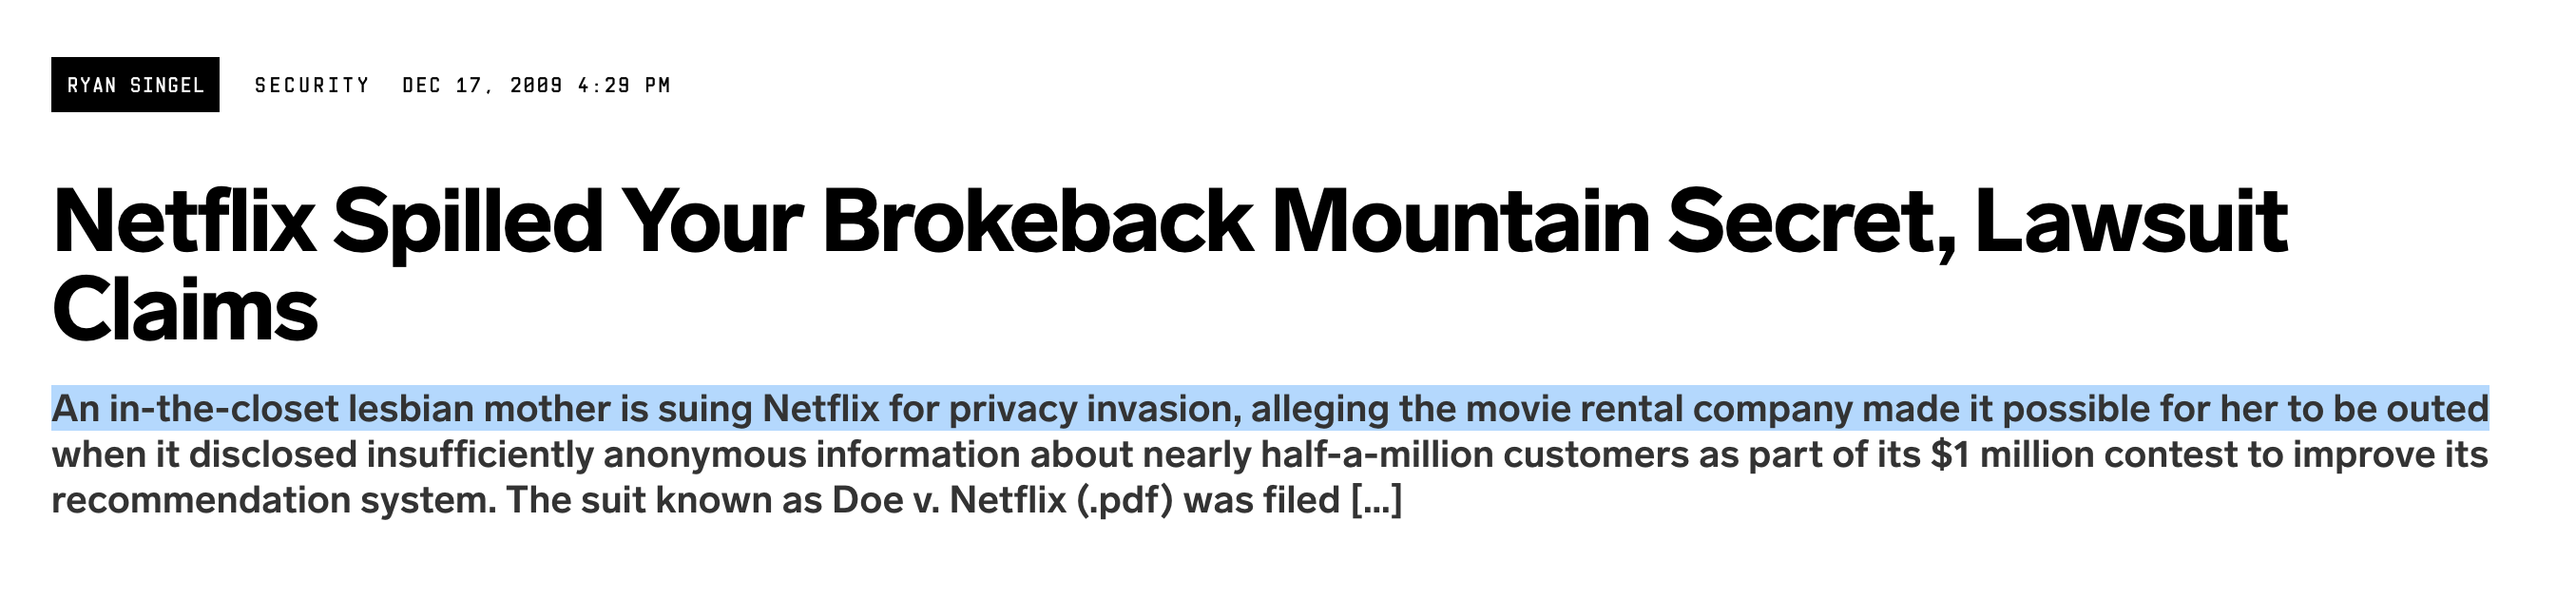 RYAN SINGEL SECURITY DEC 17, 2009 4:29 PM
Netflix Spilled Your Brokeback Mountain Secret, Lawsuit
Claims
An in-the-closet lesbian mother is suing Netflix for privacy invasion, alleging the movie rental company made it possible for her to be outed
when it disclosed insufficiently anonymous information about nearly half-a-million customers as part of its $1 million contest to improve its
recommendation system. The suit known as Doe v. Netflix (.pdf) was filed [...]